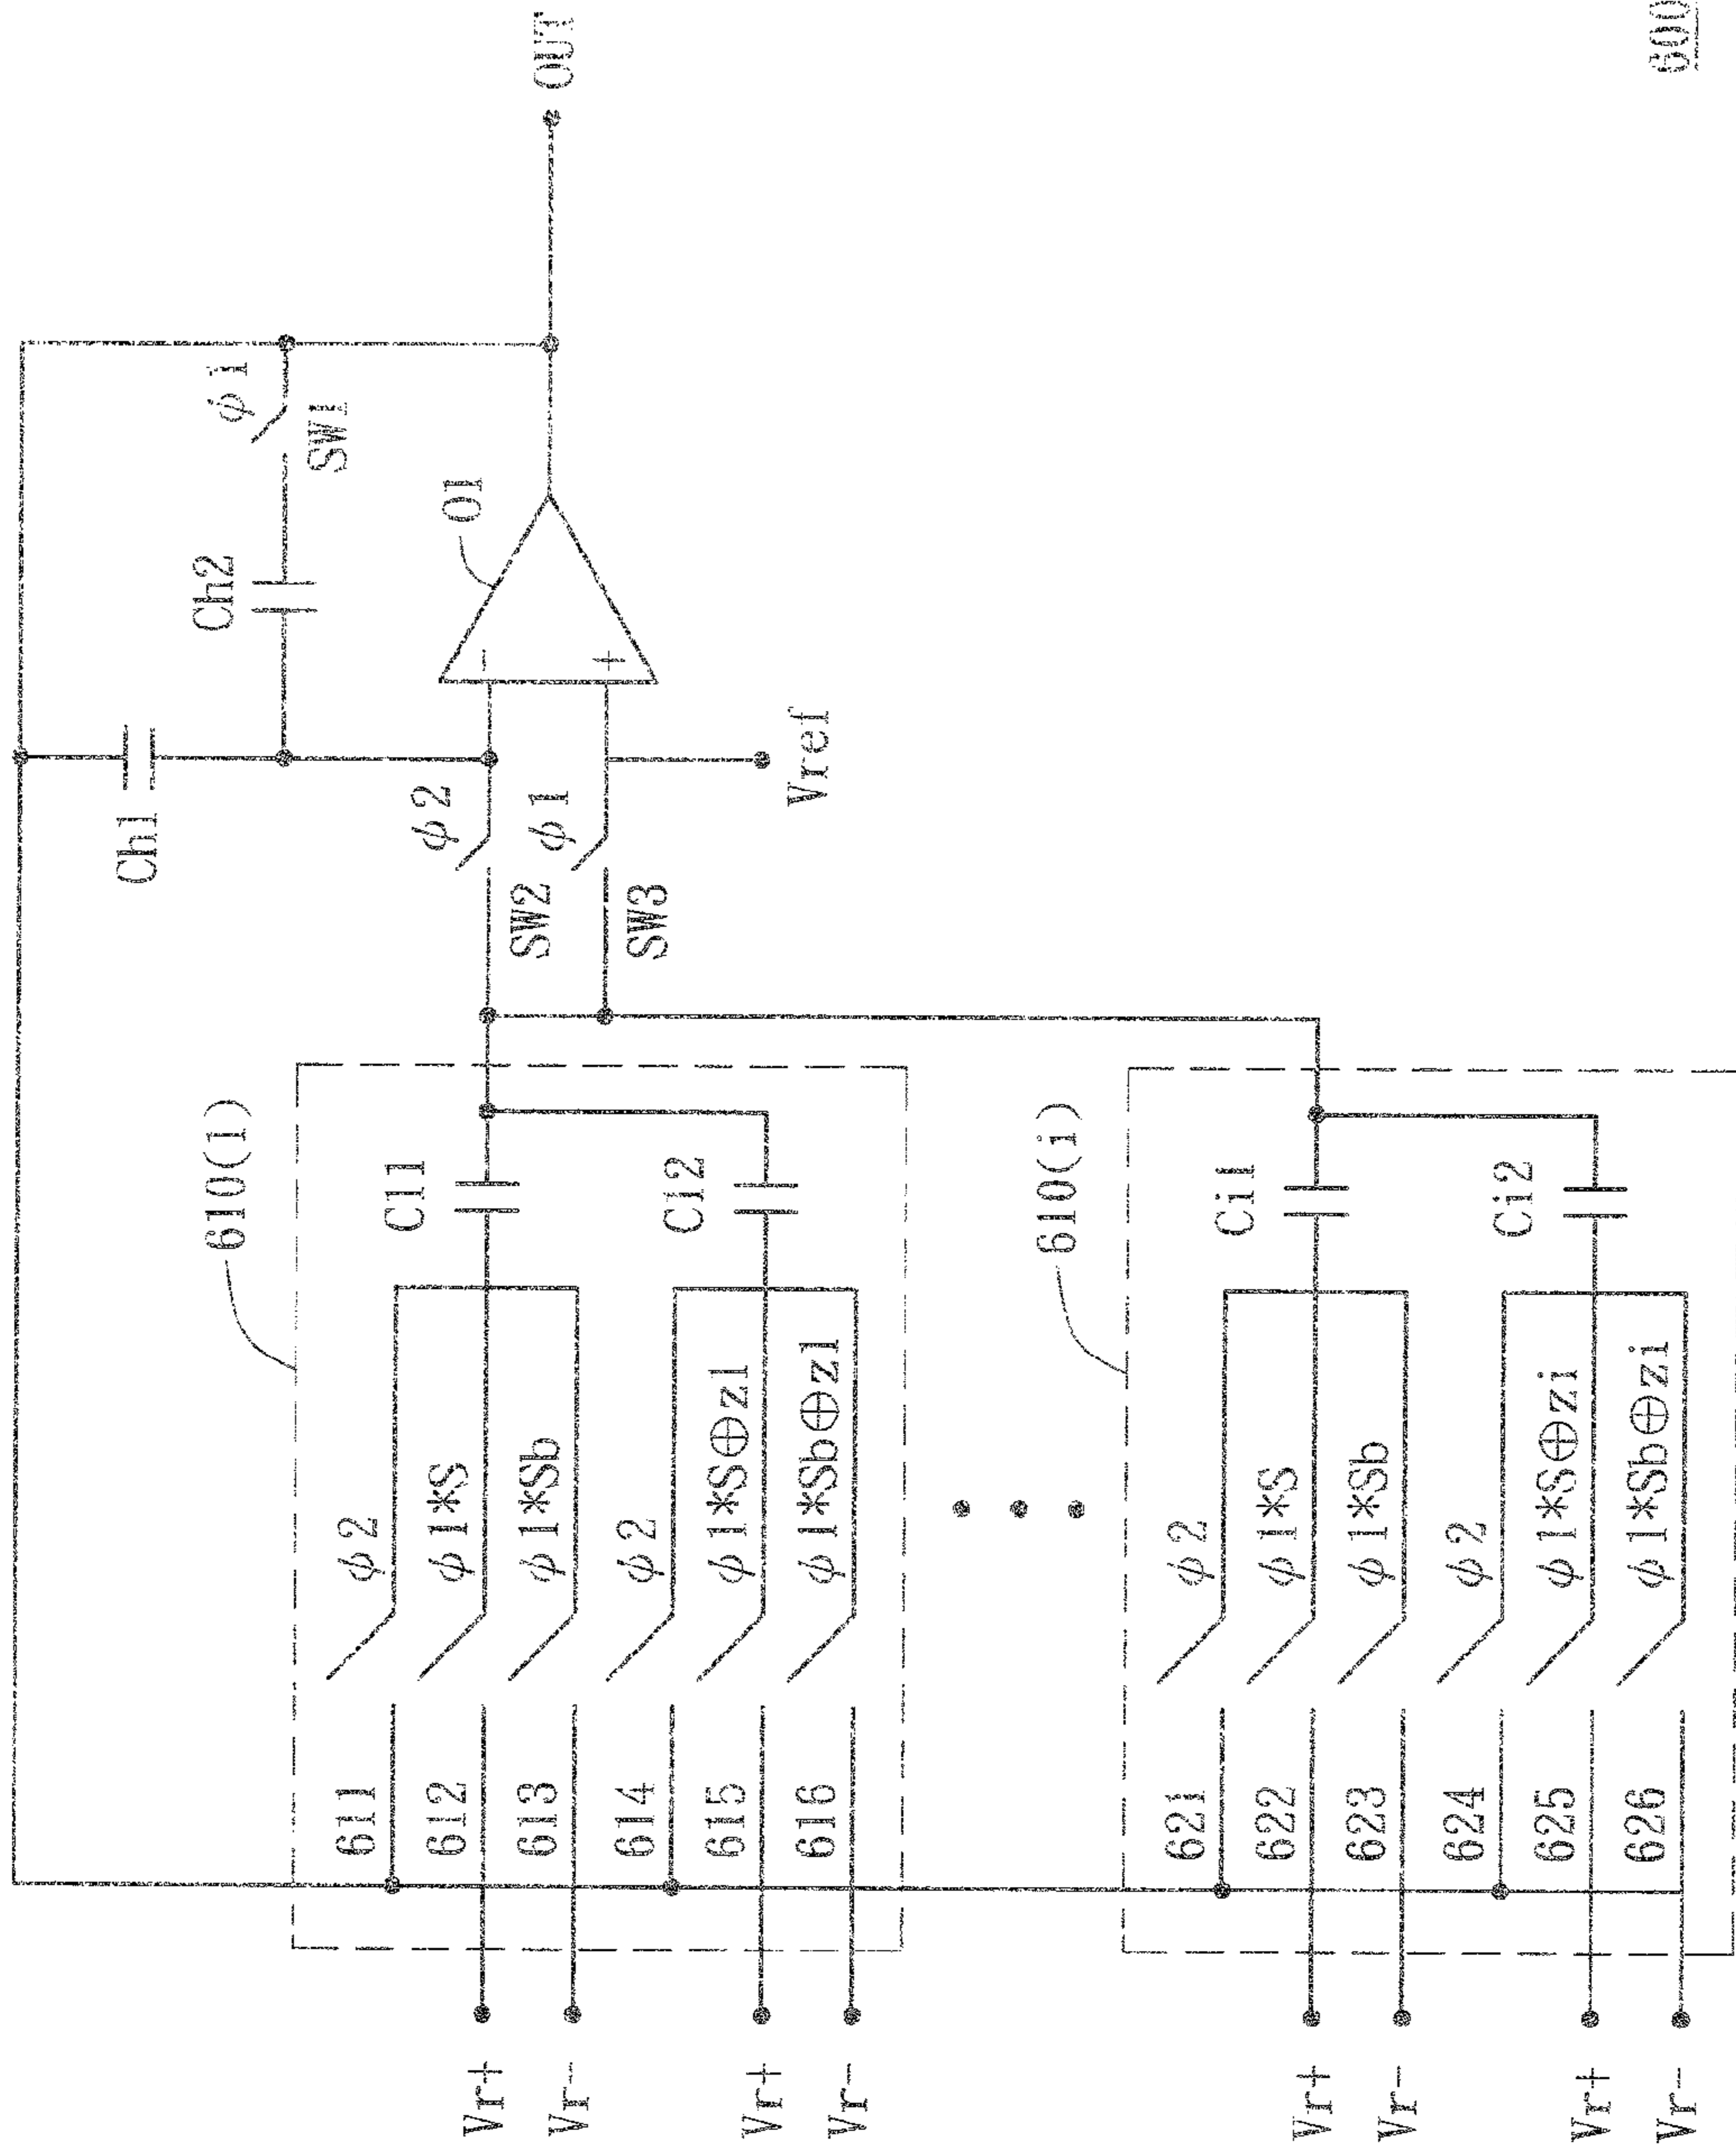 600
OUT
φ1
SW1
Ch2
O1
-
+
Ch1
φ2
φ1
SW2
SW3
Vref
610(1)
C11
Ci2
φ2
φ1*S
φ1*Sb
φ2
φ1*S⊕z1
φ1*Sb⊕z1
611
612
613
614
615
616
Vr+
Vr-
Vr+
Vr-
610(i)
Ci1
Ci2
φ2
φ1*S
φ1*Sb
φ2
φ1*S⊕zi
φ1*Sb⊕zi
621
622
623
624
625
626
Vr+
Vr-
Vr+
Vr-